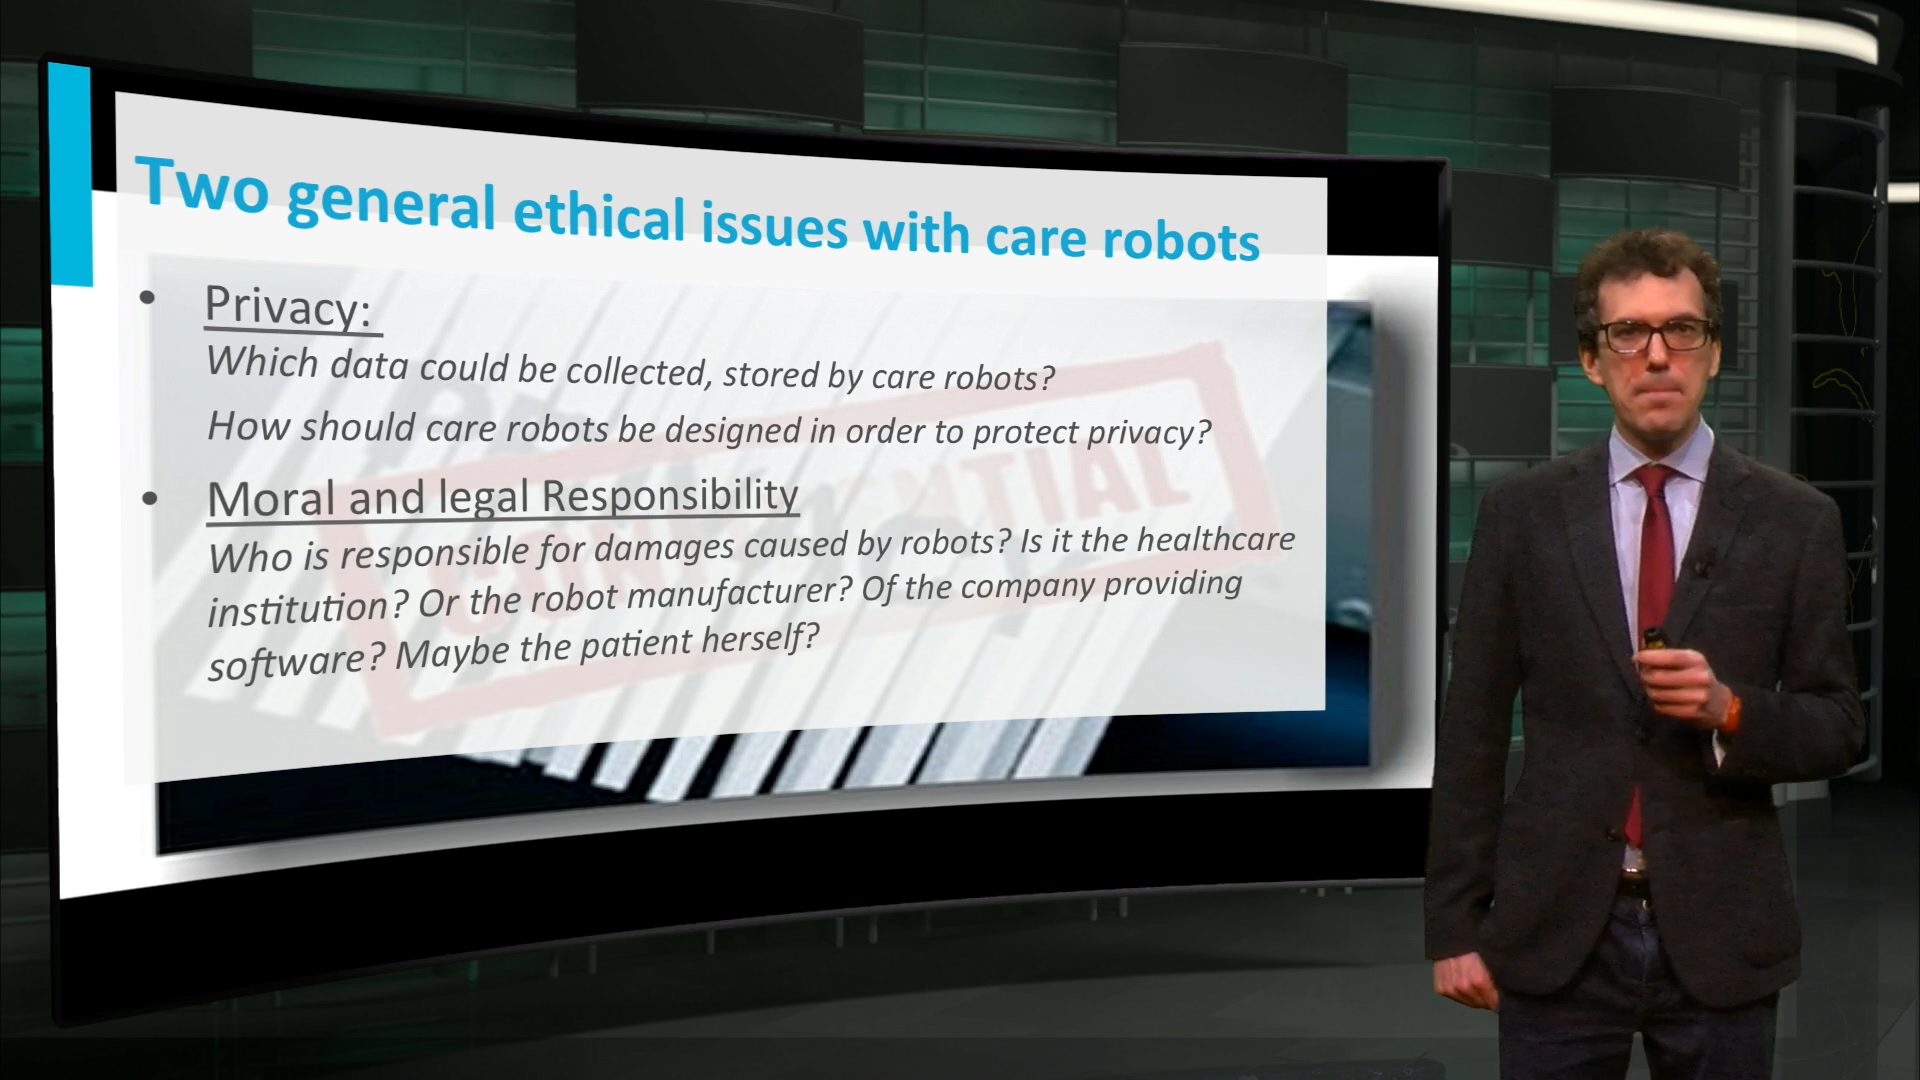 Two general ethical issues with care robots
• Privacy:
Which data could be collected, stored by care robots?
How should care robots be designed in order to protect privacy?
• Moral and legal Responsibility
Who is responsible for damages caused by robots? Is it the healthcare
institution? Or the robot manufacturer? Of the company providing
software? Maybe the patient herself?